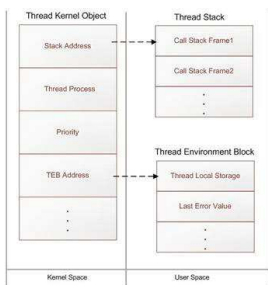 Thread Kernel Object
Stack Address
Thread Process
Priority
TEB Address
Kernel Space
Thread Stack
Call Stack Frame1
Call Stack Frame2
Thread Environment Block
Thread Local Storage
Last Error Value
User Space